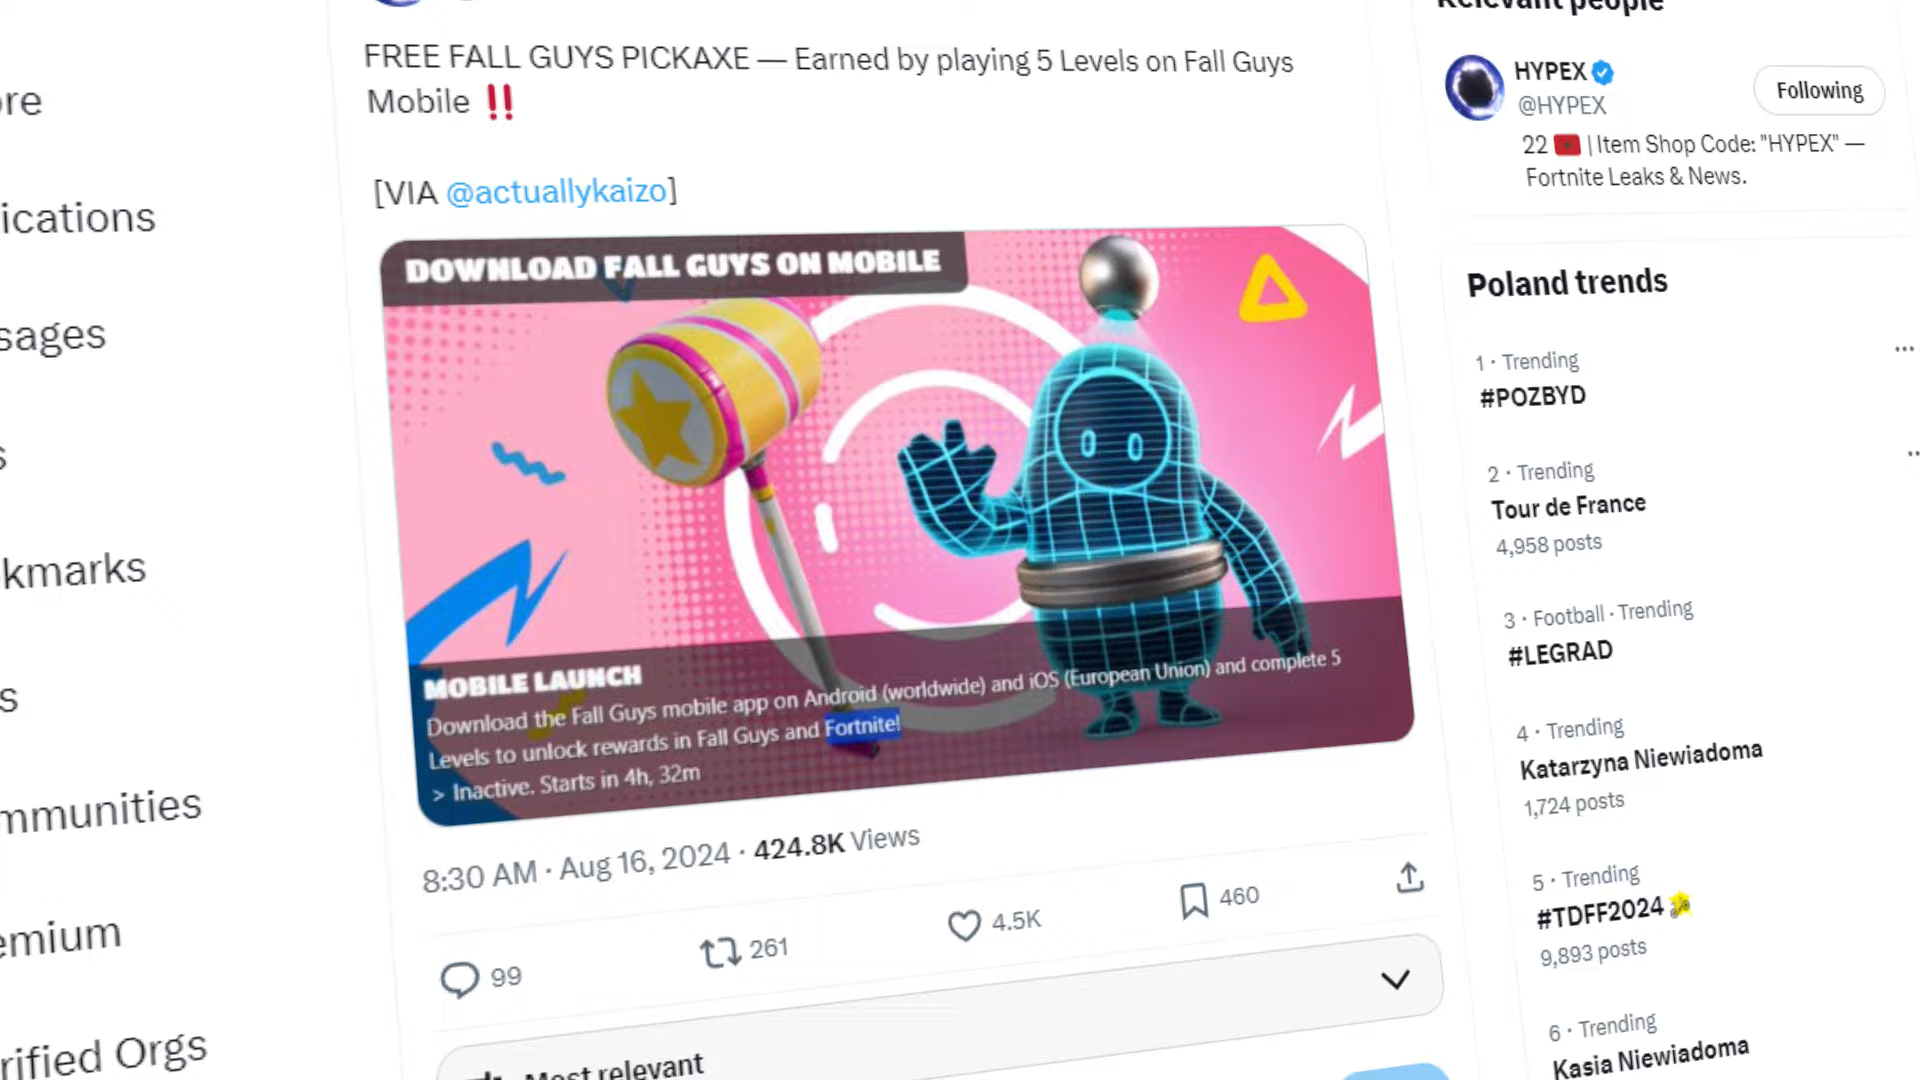 ore
ications
sages
s
kmarks
s
mmunities
emium
rified Orgs
FREE FALL GUYS PICKAXE — Earned by playing 5 Levels on Fall Guys
Mobile ‼️
[VIA @actuallykaizo]
DOWNLOAD FALL GUYS ON MOBILE
MOBILE LAUNCH
Download the Fall Guys mobile app on Android (worldwide) and iOS (European Union) and complete 5
Levels to unlock rewards in Fall Guys and Fortnite!
> Inactive. Starts in 4h, 32m
8:30 AM · Aug 16, 2024 · 424.8K Views
99
261
4.5K
460
Most relevant
Relevant people
HYPEX
@HYPEX
Following
22 🇲🇦 | Item Shop Code: "HYPEX" —
Fortnite Leaks & News.
Poland trends
1 · Trending
#POZBYD
2 · Trending
Tour de France
4,958 posts
3 · Football · Trending
#LEGRAD
4 · Trending
Katarzyna Niewiadoma
1,724 posts
5 · Trending
#TDFF2024
9,893 posts
6 · Trending
Kasia Niewiadoma